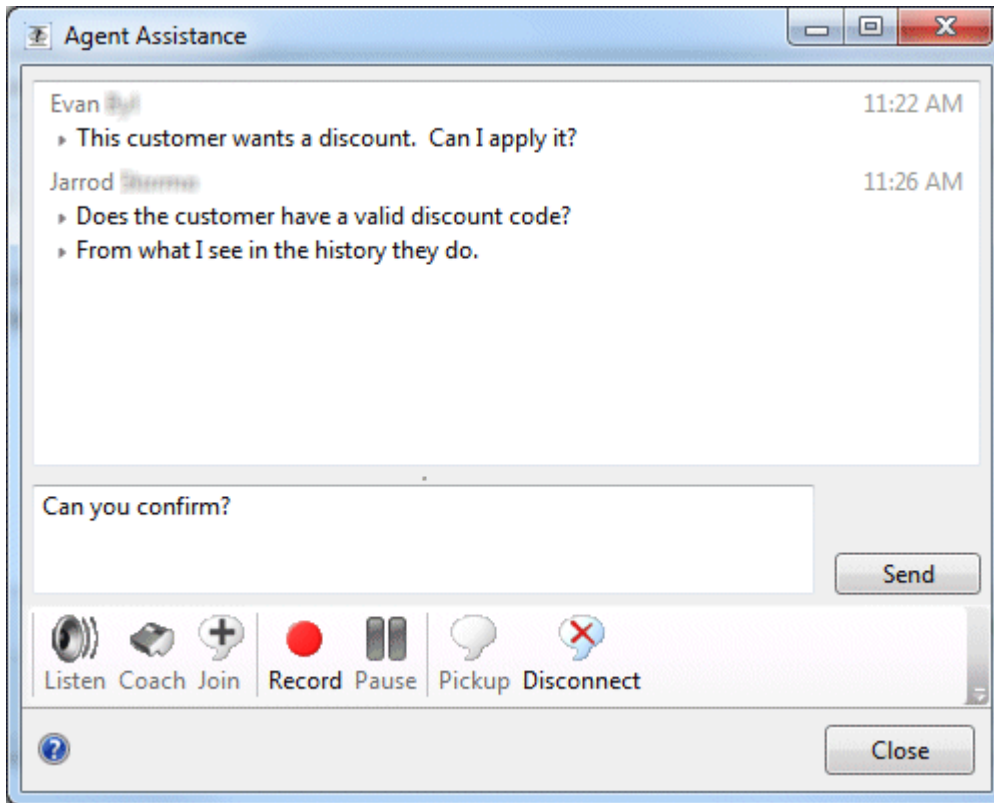 Agent Assistance
Evan
11:22 AM
This customer wants a discount.  Can I apply it?
Jarrod
11:26 AM
Does the customer have a valid discount code?
From what I see in the history they do.
Can you confirm?
Send
Listen Coach Join Record Pause Pickup Disconnect
Close